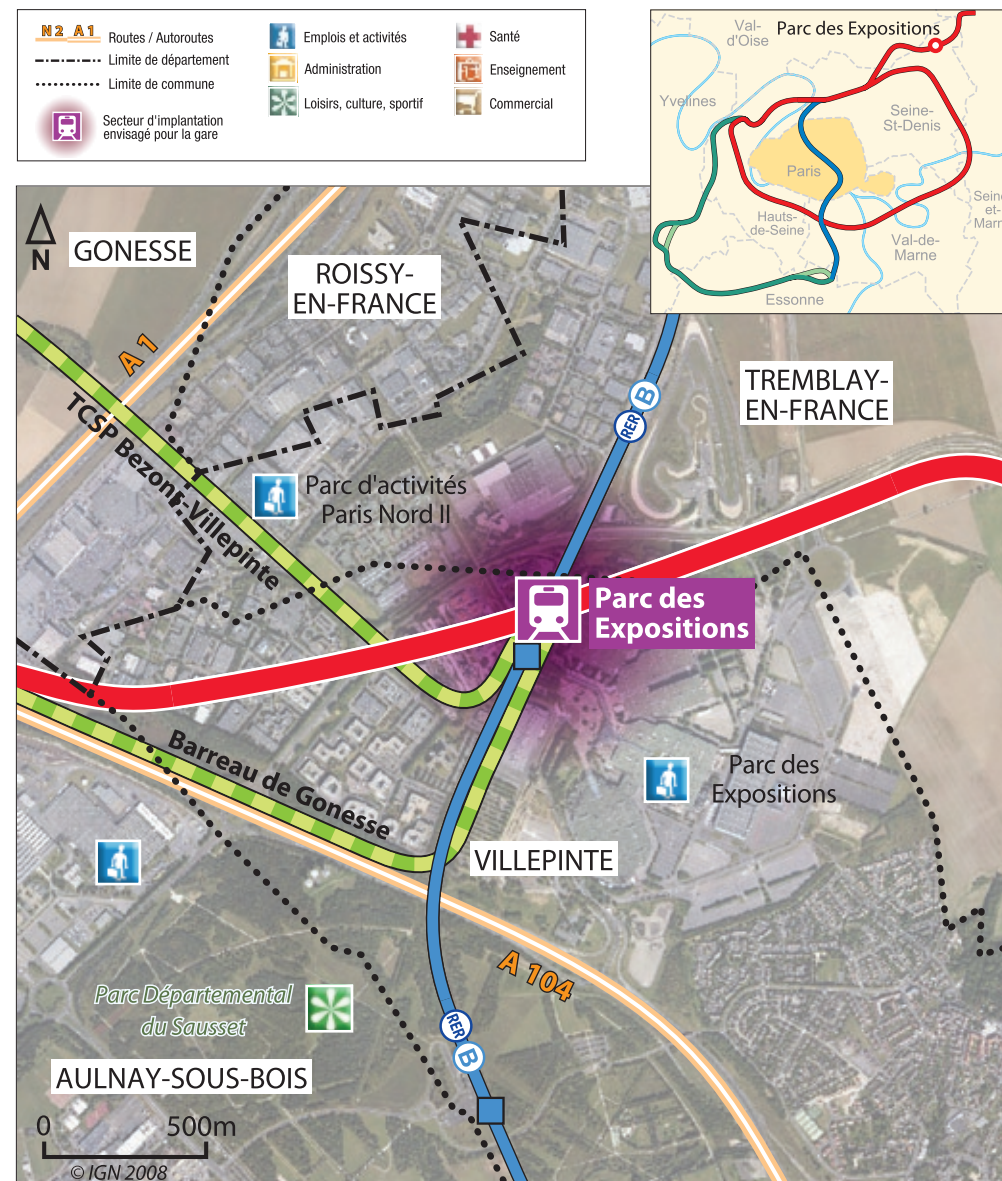 N2 A1
Routes / Autoroutes
Limite de département
Limite de commune
Secteur d'implantation
envisagé pour la gare
Emplois et activités
Administration
Loisirs, culture, sportif
Santé
Enseignement
Commercial
Parc des Expositions
Val-
d'Oise
Yvelines
Seine-
St-Denis
Paris
Hauts-
de-Seine
Val-de-
Marne
Seine
et-
Marn
Essonne
N
GONESSE
ROISSY-
EN-FRANCE
A 1
TREMBLAY-
EN-FRANCE
RER B
TCSP Bezons-Villepinte
Parc d'activités
Paris Nord II
Parc des
Expositions
Barreau de Gonesse
Parc des
Expositions
VILLEPINTE
A 104
Parc Départemental
du Sausset
RER B
AULNAY-SOUS-BOIS
0 500m
© IGN 2008